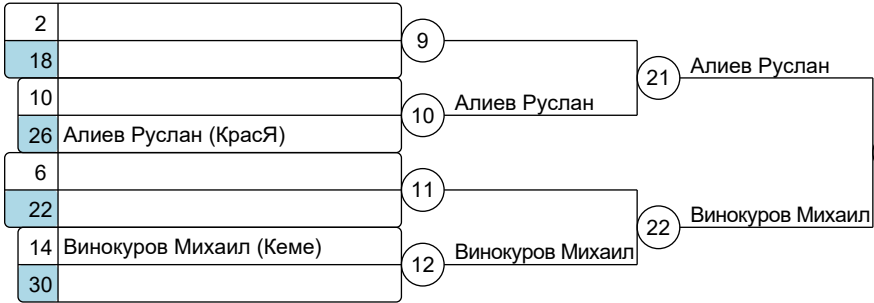 2
9
18
21 Алиев Руслан
10
10 Алиев Руслан
26 Алиев Руслан (КрасЯ)
6
11
22
22 Винокуров Михаил
14 Винокуров Михаил (Кеме)
12 Винокуров Михаил
30